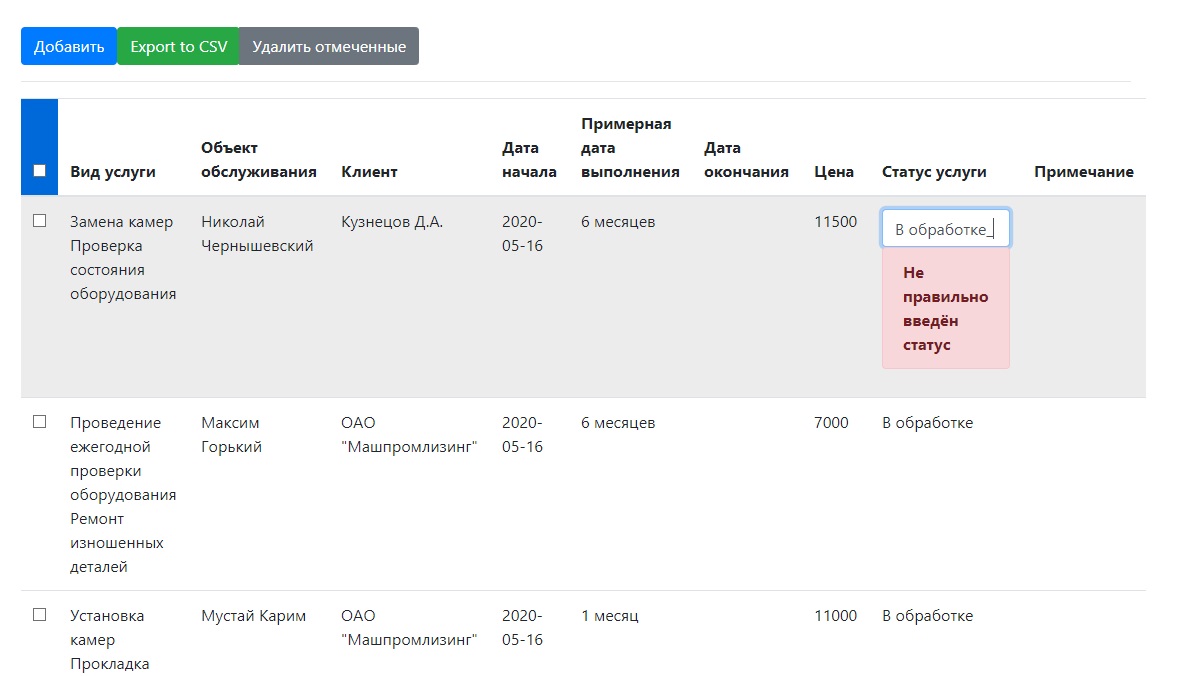 Добавить Export to CSV Удалить отмеченные
Вид услуги
Объект
обслуживания
Клиент
Дата
начала
Примерная
дата
выполнения
Дата
окончания
Цена
Статус услуги
Примечание
Замена камер
Проверка
состояния
оборудования
Николай
Чернышевский
Кузнецов Д.А.
2020-
05-16
6 месяцев
11500
В обработке_
Не
правильно
введён
статус
Проведение
ежегодной
проверки
оборудования
Ремонт
изношенных
деталей
Максим
Горький
ОАО
"Машпромлизинг"
2020-
05-16
6 месяцев
7000
В обработке
Установка
камер
Прокладка
Мустай Карим
ОАО
"Машпромлизинг"
2020-
05-16
1 месяц
11000
В обработке